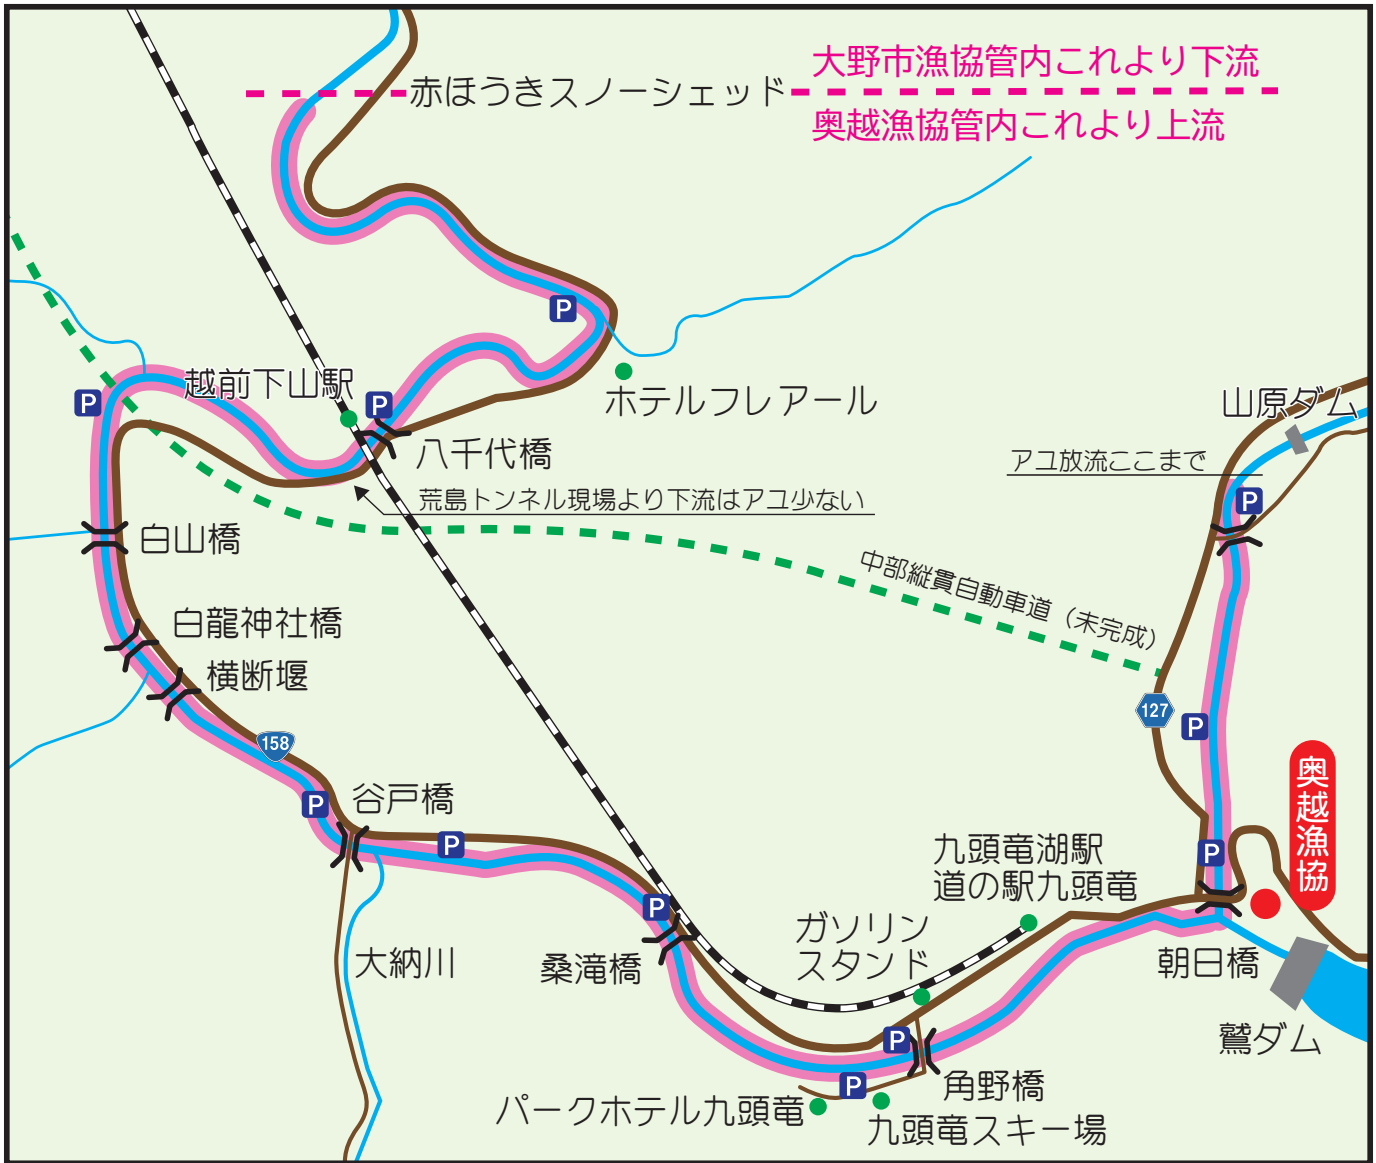 大野市漁協管内これより下流
赤ほうきスノーシェッド
奥越漁協管内これより上流
P
越前下山駅
P
P
ホテルフレアール
山原ダム
八千代橋
アユ放流ここまで
荒島トンネル現場より下流はアユ少ない
P
白山橋
中部縦貫自動車道（未完成）
白龍神社橋
横断堰
127
P
158
奥越漁協
P
谷戸橋
P
九頭竜湖駅
道の駅九頭竜
P
P
ガソリン
スタンド
大納川
桑滝橋
朝日橋
鷲ダム
P
角野橋
P
パークホテル九頭竜
九頭竜スキー場